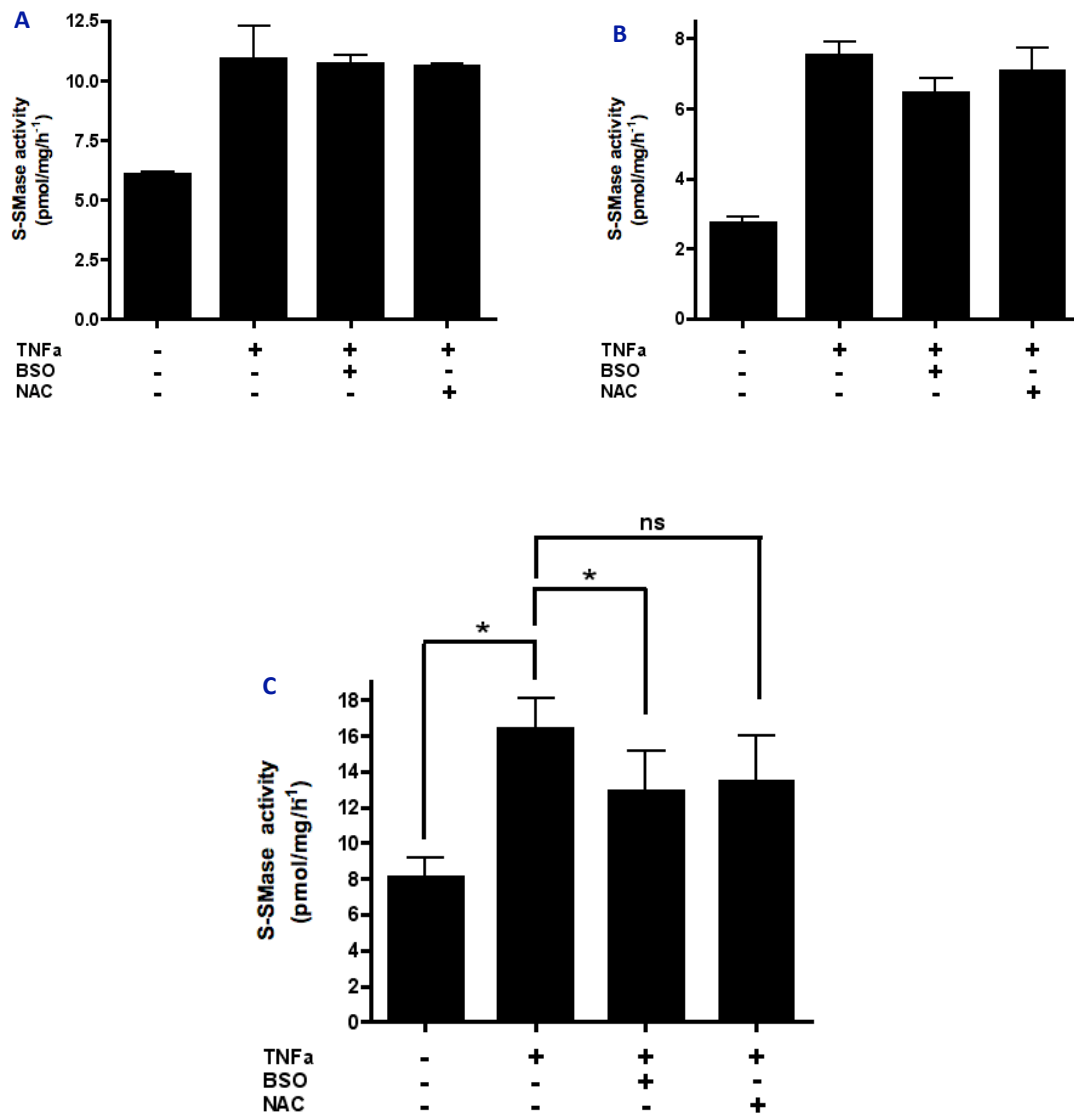 A
S-SMase activity
(pmol/mg/h⁻¹)
12.5
10.0
7.5
5.0
2.5
0.0
TNFa - + + +
BSO - - + -
NAC - - - +
B
S-SMase activity
(pmol/mg/h⁻¹)
8
6
4
2
0
TNFa - + + +
BSO - - + -
NAC - - - +
ns
*
*
C
S-SMase activity
(pmol/mg/h⁻¹)
18
16
14
12
10
8
6
4
2
0
TNFa - + + +
BSO - - + -
NAC - - - +